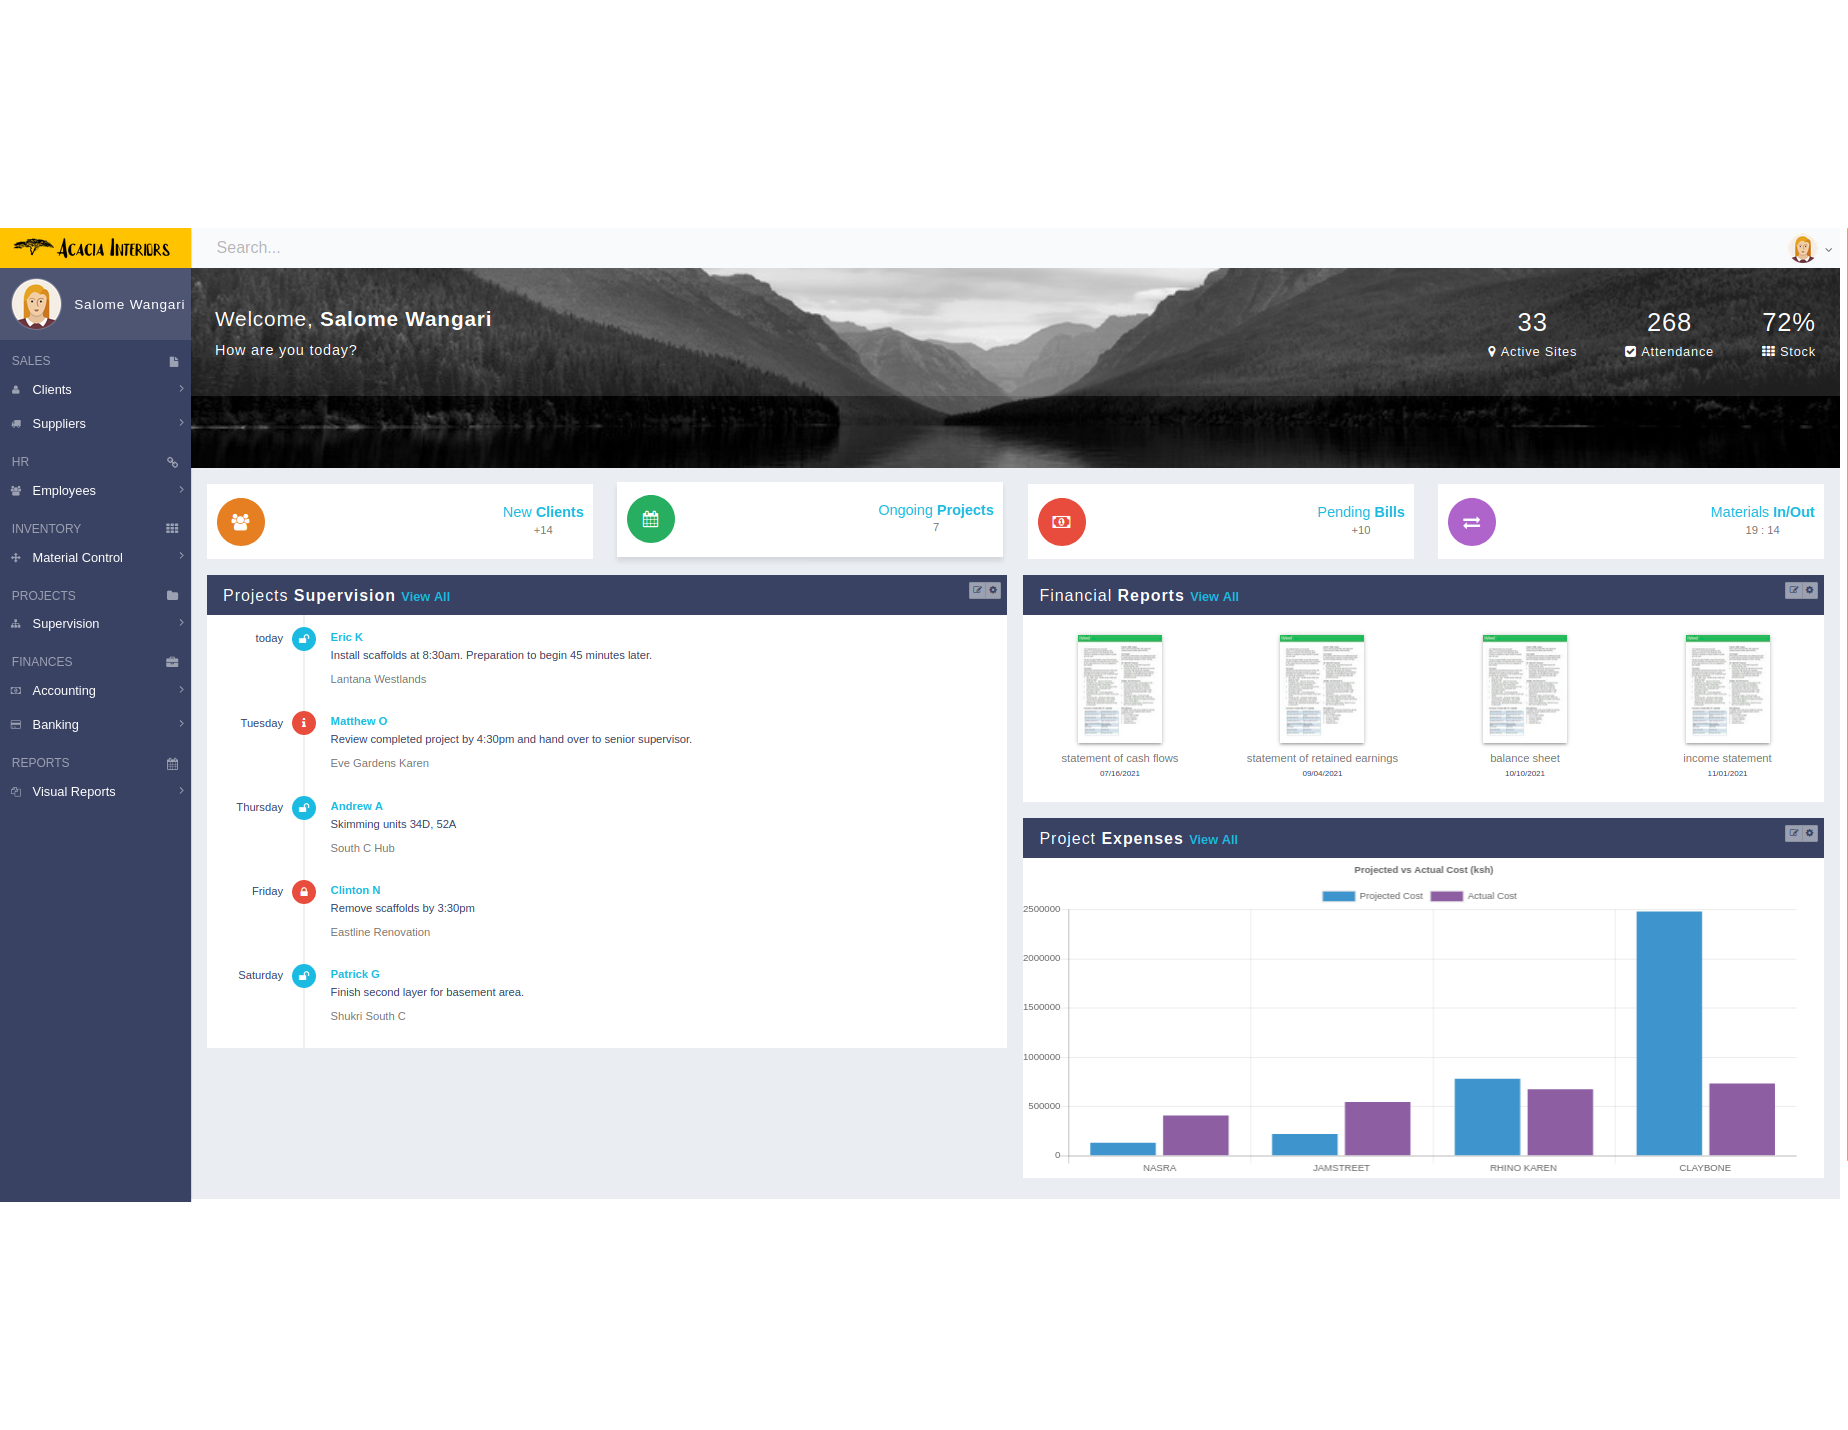 Acacia Interiors
Search...
Salome Wangari
SALES
Clients
Suppliers
HR
Employees
INVENTORY
Material Control
PROJECTS
Supervision
FINANCES
Accounting
Banking
REPORTS
Visual Reports
Welcome, Salome Wangari
How are you today?
33
Active Sites
268
Attendance
72%
Stock
New Clients
+14
Ongoing Projects
7
Pending Bills
+10
Materials In/Out
19 : 14
Projects Supervision View All
today
Eric K
Install scaffolds at 8:30am. Preparation to begin 45 minutes later.
Lantana Westlands
Tuesday
Matthew O
Review completed project by 4:30pm and hand over to senior supervisor.
Eve Gardens Karen
Thursday
Andrew A
Skimming units 34D, 52A
South C Hub
Friday
Clinton N
Remove scaffolds by 3:30pm
Eastline Renovation
Saturday
Patrick G
Finish second layer for basement area.
Shukri South C
Financial Reports View All
statement of cash flows
07/16/2021
statement of retained earnings
09/04/2021
balance sheet
10/10/2021
income statement
11/01/2021
Project Expenses View All
Projected vs Actual Cost (ksh)
Projected Cost
Actual Cost
2500000
2000000
1500000
1000000
500000
0
NASRA
JAMSTREET
RHINO KAREN
CLAYBONE